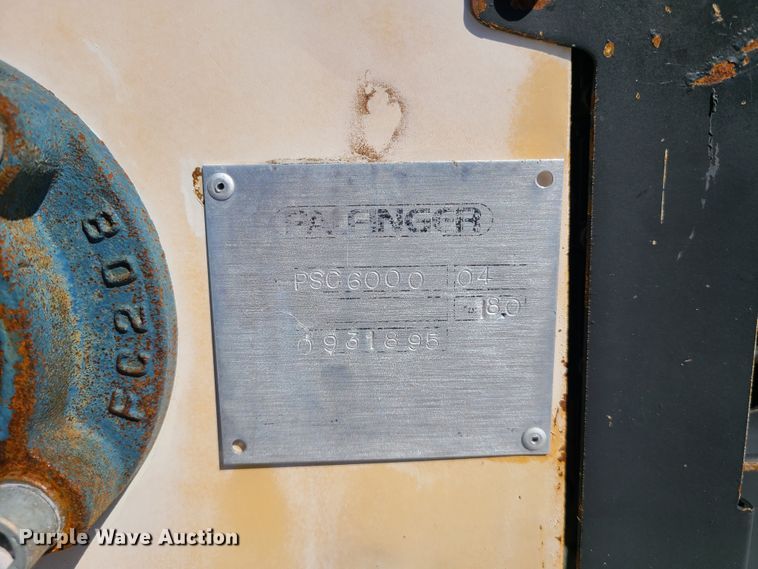 PALFINGER
PSC6000 04
180
0931895
FC208
Purple Wave Auction